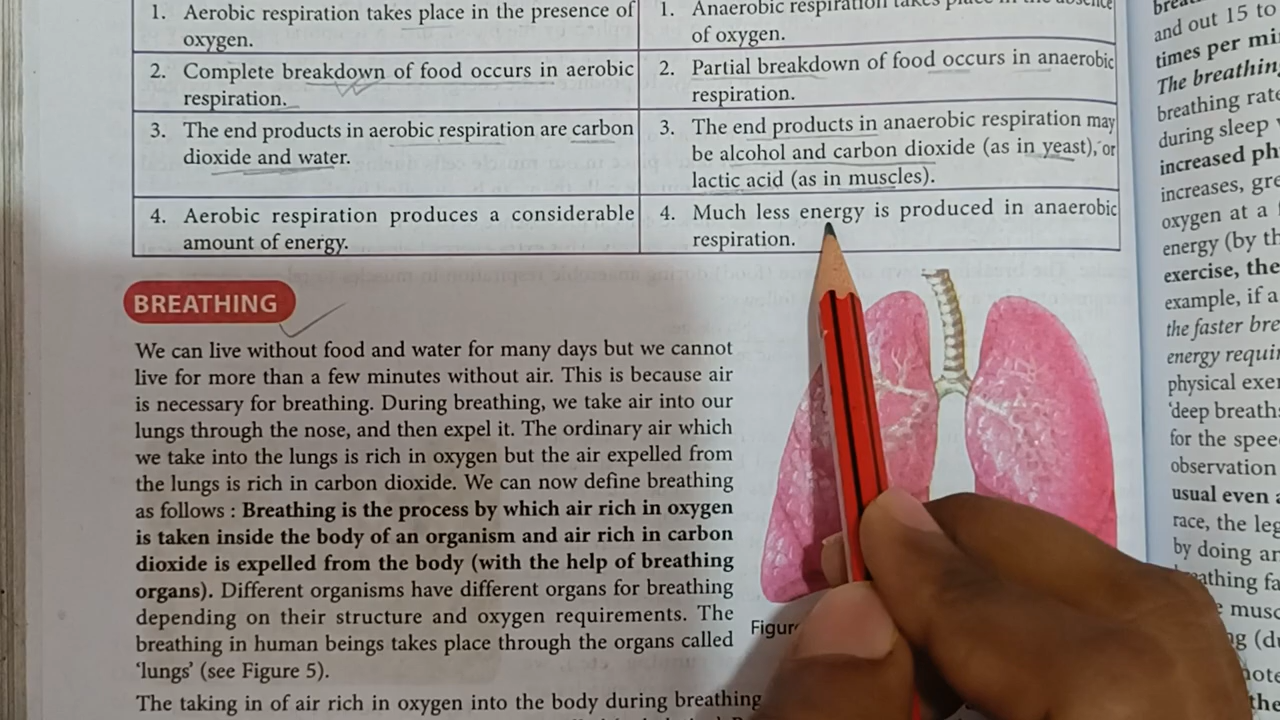 1. Aerobic respiration takes place in the presence of
oxygen.
1. Anaerobic respiration takes place in the absence
of oxygen.
2. Complete breakdown of food occurs in aerobic
respiration.
2. Partial breakdown of food occurs in anaerobic
respiration.
3. The end products in aerobic respiration are carbon
dioxide and water.
3. The end products in anaerobic respiration may
be alcohol and carbon dioxide (as in yeast), or
lactic acid (as in muscles).
4. Aerobic respiration produces a considerable
amount of energy.
4. Much less energy is produced in anaerobic
respiration.
BREATHING
We can live without food and water for many days but we cannot
live for more than a few minutes without air. This is because air
is necessary for breathing. During breathing, we take air into our
lungs through the nose, and then expel it. The ordinary air which
we take into the lungs is rich in oxygen but the air expelled from
the lungs is rich in carbon dioxide. We can now define breathing
as follows : Breathing is the process by which air rich in oxygen
is taken inside the body of an organism and air rich in carbon
dioxide is expelled from the body (with the help of breathing
organs). Different organisms have different organs for breathing
depending on their structure and oxygen requirements. The
breathing in human beings takes place through the organs called
'lungs' (see Figure 5).
The taking in of air rich in oxygen into the body during breathing
and out 15 to
times per
The breathing
breathing rate
during sleep
increased
increases,
oxygen at a
energy (by
exercise, the
example, if a
the faster
energy
physical
'deep
for the
observation
usual even
race, the
by doing